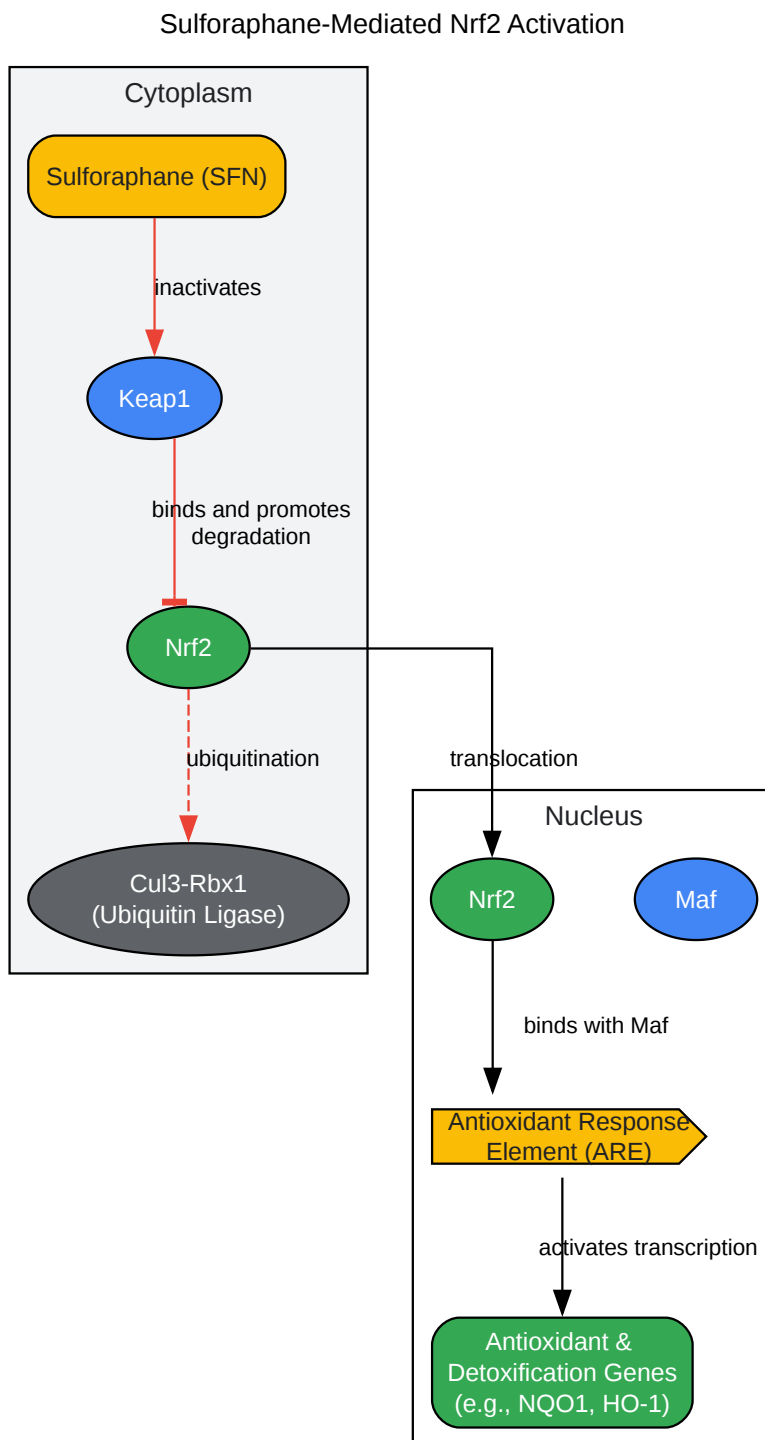 Sulforaphane-Mediated Nrf2 Activation
Cytoplasm
Sulforaphane (SFN)
inactivates
Keap1
binds and promotes
degradation
Nrf2
ubiquitination
translocation
Cul3-Rbx1
(Ubiquitin Ligase)
Nucleus
Nrf2
Maf
binds with Maf
Antioxidant Response
Element (ARE)
activates transcription
Antioxidant &
Detoxification Genes
(e.g., NQO1, HO-1)